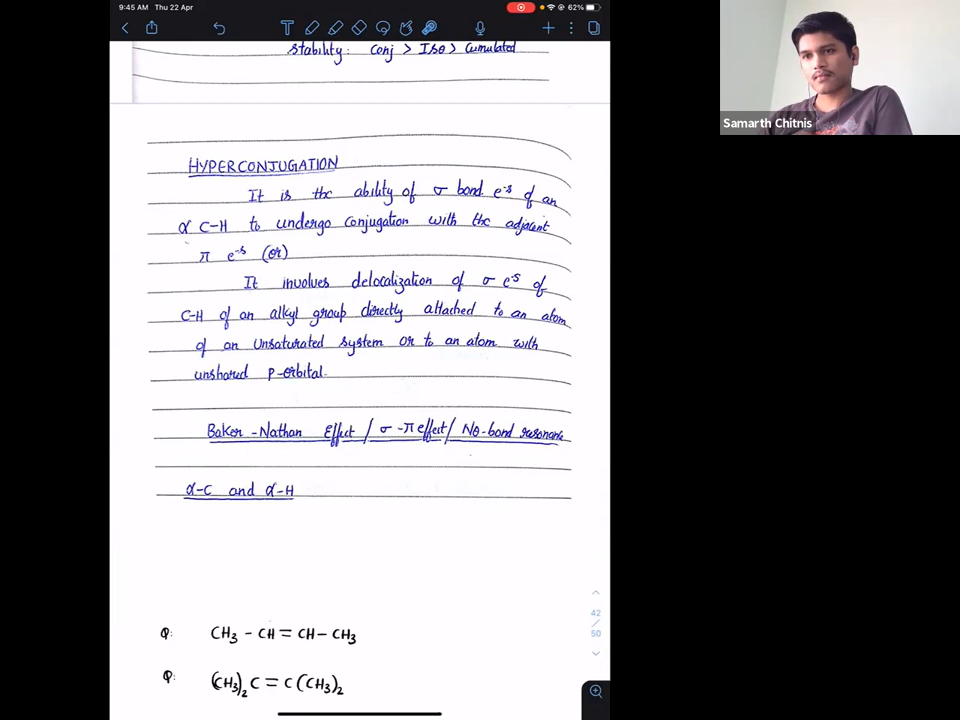 9:45 AM Thu 22 Apr
62%
Stability: Conj > Iso > Cumulated
Samarth Chitnis
HYPERCONJUGATION
It is the ability of σ bond e⁻s of an
α C-H to undergo conjugation with the adjacent
π e⁻s (or)
It involves delocalization of σ e⁻s of
C-H of an alkyl group directly attached to an atom
of an unsaturated system or to an atom with
unshared p-orbital.
Baker-Nathan Effect / σ-π effect / No-bond resonance
α-C and α-H
42
/
50
Q: CH₃ - CH = CH - CH₃
Q: (CH₃)₂ C = C (CH₃)₂